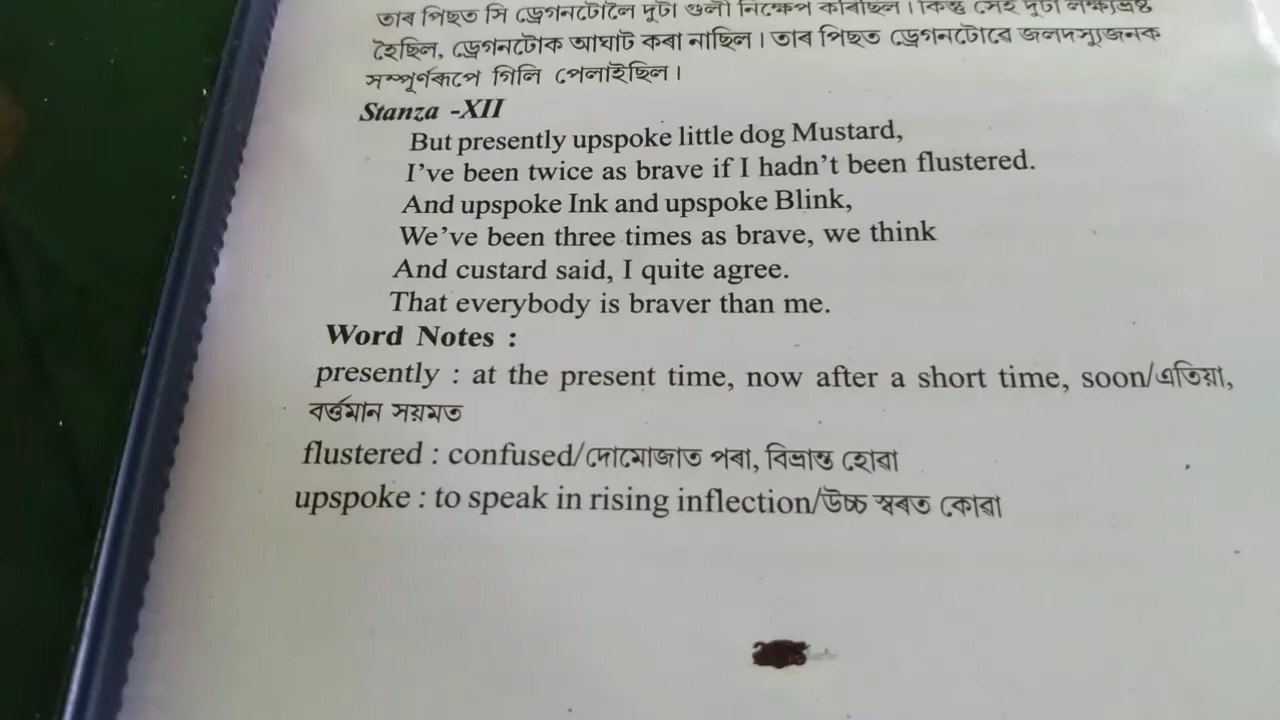 তাৰ পিছত সি ড্ৰেগনটোলৈ দুটা গুলী নিক্ষেপ কৰিছিল। কিন্তু সেই দুটা লক্ষ্যভ্ৰষ্ট
হৈছিল, ড্ৰেগনটোক আঘাট কৰা নাছিল। তাৰ পিছত ড্ৰেগনটোৱে জলদস্যুজনক
সম্পূৰ্ণৰূপে গিলি পেলাইছিল।
Stanza -XII
But presently upspoke little dog Mustard,
I've been twice as brave if I hadn't been flustered.
And upspoke Ink and upspoke Blink,
We've been three times as brave, we think
And custard said, I quite agree.
That everybody is braver than me.
Word Notes :
presently : at the present time, now after a short time, soon/এতিয়া,
বৰ্ত্তমান সয়মত
flustered : confused/দোমোজাত পৰা, বিভ্ৰান্ত হোৱা
upspoke : to speak in rising inflection/উচ্চ স্বৰত কোৱা